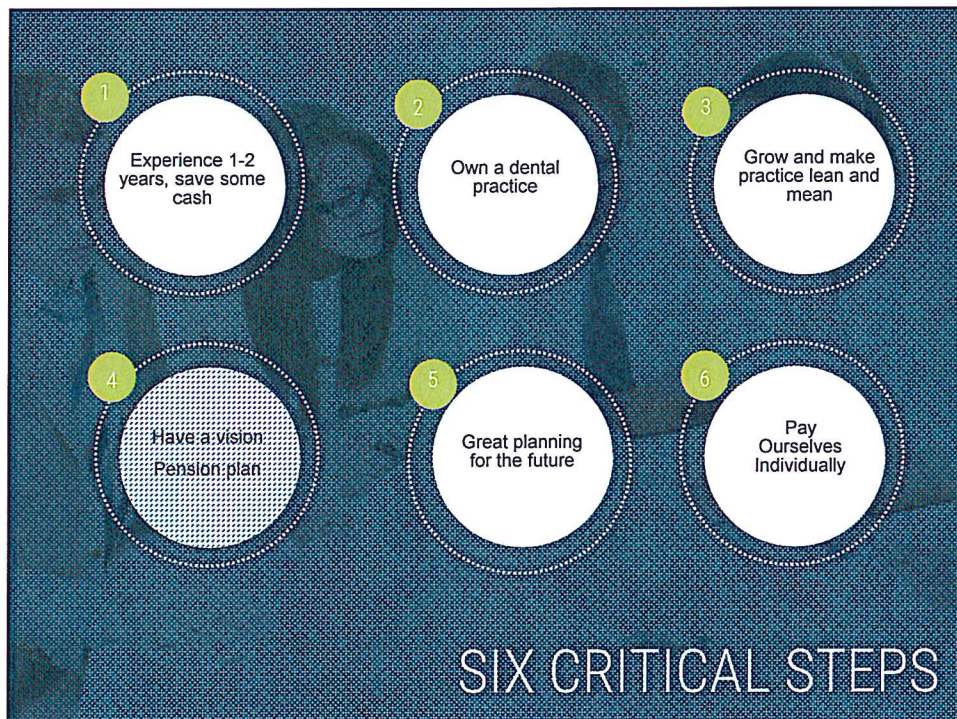 1
Experience 1-2
years, save some
cash
2
Own a dental
practice
3
Grow and make
practice lean and
mean
4
Have a vision
Pension plan
5
Great planning
for the future
6
Pay
Ourselves
Individually
SIX CRITICAL STEPS